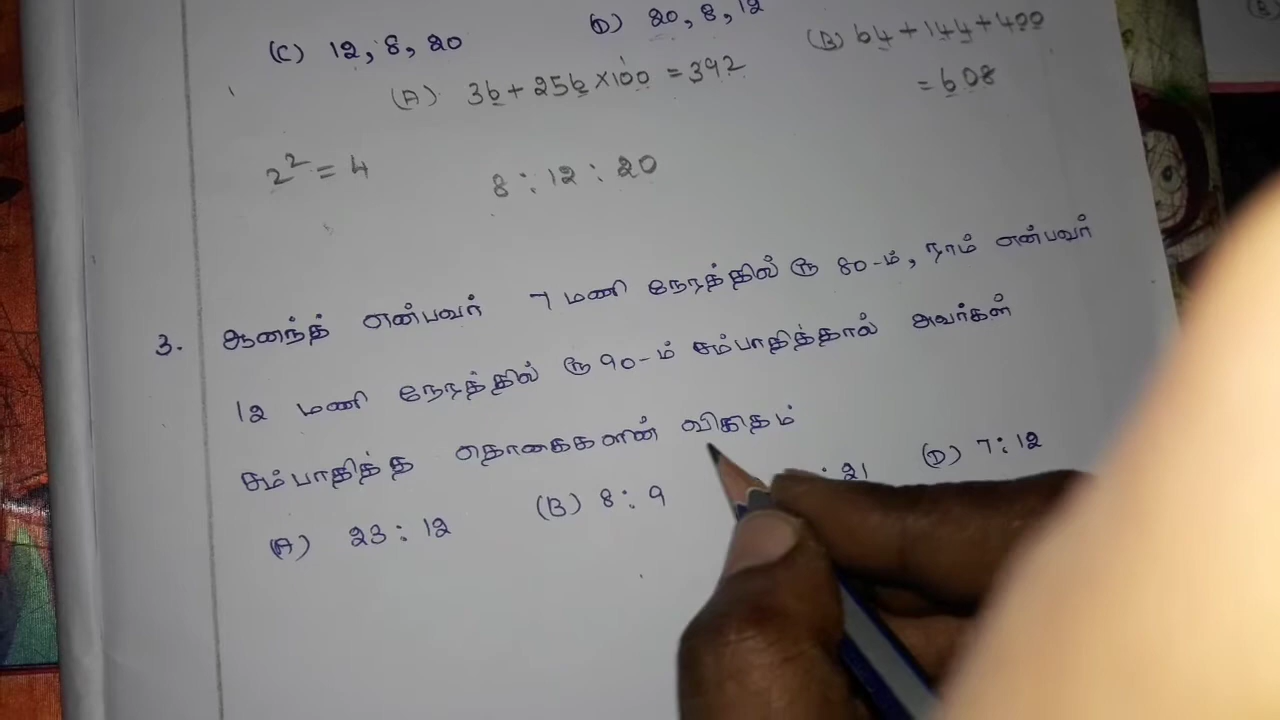 (C) 12, 8, 20
(D) 20, 8, 12
(A) 36 + 256 × 100 = 392
(B) 64 + 144 + 400
= 608
2² = 4
8 : 12 : 20
3. ஆனந்த் என்பவர் 7 மணி நேரத்தில் ரூ 80-ம், நாம் என்பவர்
12 மணி நேரத்தில் ரூ 90-ம் சம்பாதித்தால் அவர்கள்
சம்பாதித்த தொகைகளின் விகிதம்
(A) 23 : 12
(B) 8 : 9
: 21
(D) 7 : 12